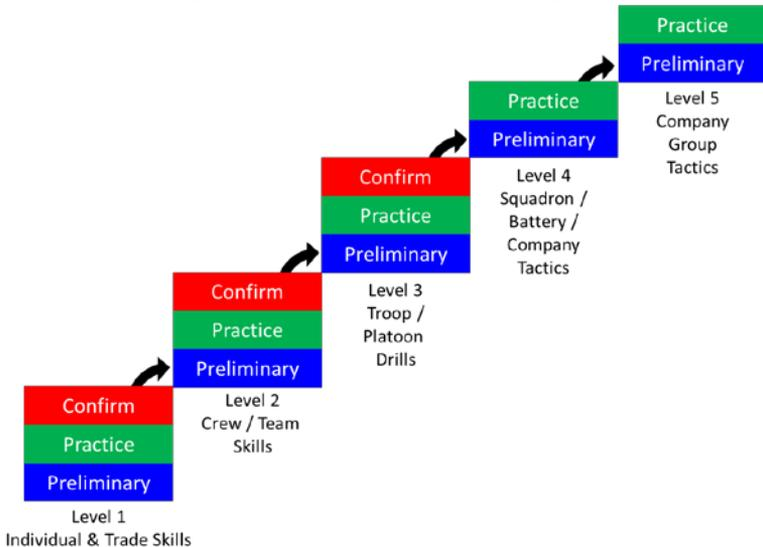 Practice
Preliminary
Level 5
Company
Group
Tactics
Practice
Preliminary
Level 4
Squadron /
Battery /
Company
Tactics
Confirm
Practice
Preliminary
Level 3
Troop /
Platoon
Drills
Confirm
Practice
Preliminary
Level 2
Crew / Team
Skills
Confirm
Practice
Preliminary
Level 1
Individual & Trade Skills